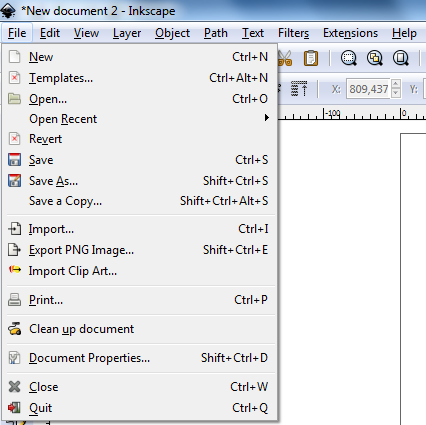 *New document 2 - Inkscape
File Edit View Layer Object Path Text Filters Extensions Help
New Ctrl+N
Templates... Ctrl+Alt+N
Open... Ctrl+O
Open Recent
Revert
Save Ctrl+S
Save As... Shift+Ctrl+S
Save a Copy... Shift+Ctrl+Alt+S
Import... Ctrl+I
Export PNG Image... Shift+Ctrl+E
Import Clip Art...
Print... Ctrl+P
Clean up document
Document Properties... Shift+Ctrl+D
Close Ctrl+W
Quit Ctrl+Q
X: 809,437 Y:
-100 0